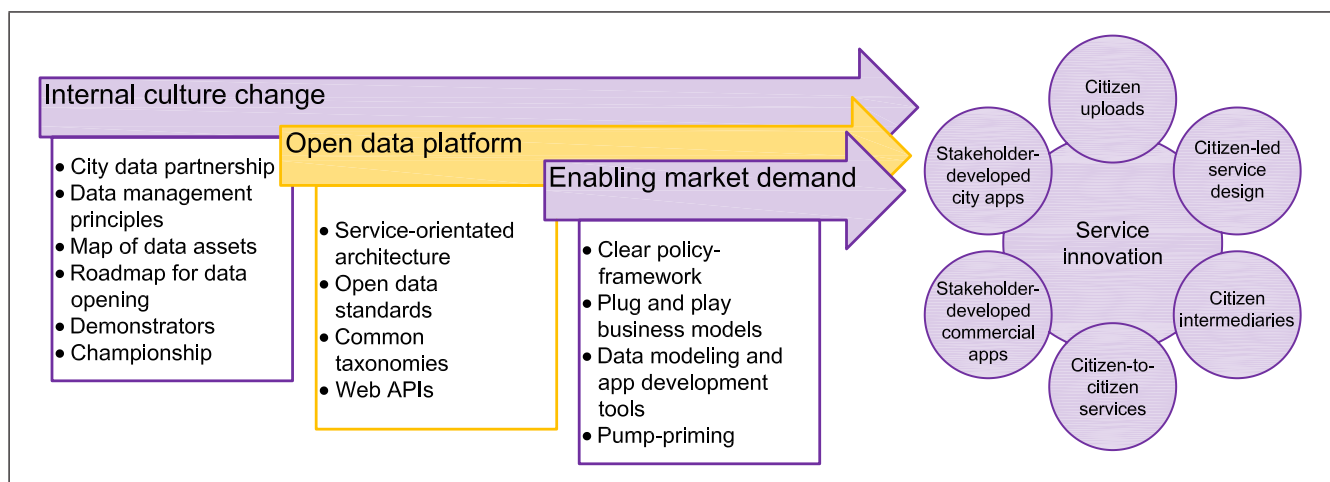 Internal culture change
• City data partnership
• Data management
principles
• Map of data assets
• Roadmap for data
opening
• Demonstrators
• Championship
Open data platform
• Service-orientated
architecture
• Open data
standards
• Common
taxonomies
• Web APIs
Enabling market demand
• Clear policy-
framework
• Plug and play
business models
• Data modeling and
app development
tools
• Pump-priming
Service
innovation
Citizen
uploads
Citizen-led
service
design
Citizen
intermediaries
Citizen-to-
citizen
services
Stakeholder-
developed
commercial
apps
Stakeholder-
developed
city apps